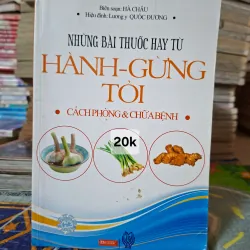 Biên soạn: HÀ CHÂU
Hiệu đính: Lương y QUỐC ĐƯƠNG
NHỮNG BÀI THUỐC HAY TỪ
HÀNH-GỪNG
TỎI
CÁCH PHÒNG & CHỮA BỆNH
20k